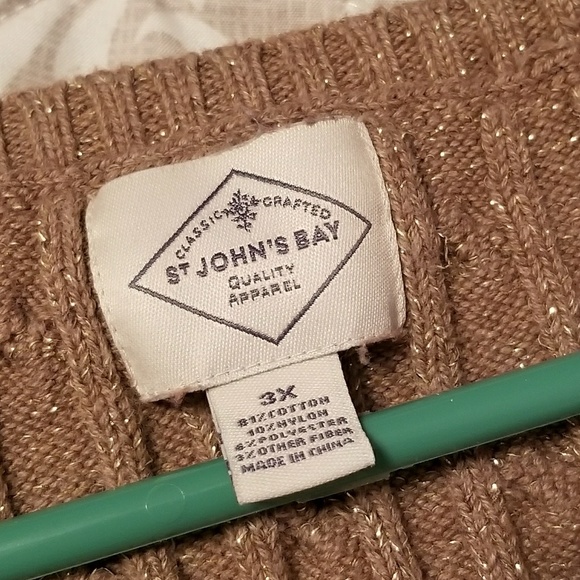 CLASSIC CRAFTED
ST JOHN'S BAY
QUALITY
APPAREL
3X
81% COTTON
10% NYLON
6% POLYESTER
3% OTHER FIBER
MADE IN CHINA